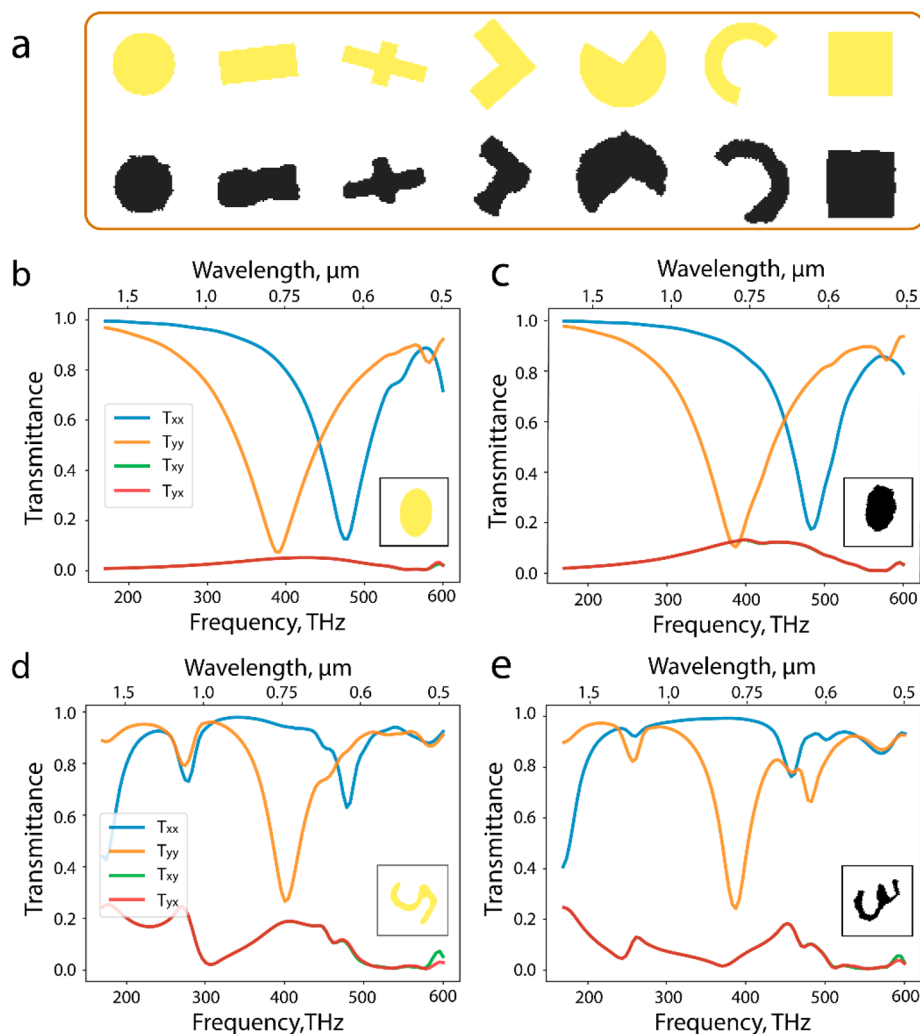 a
b
Wavelength, μm
1.5 1.0 0.75 0.6 0.5
Transmittance
1.0
0.8
0.6
0.4
0.2
0.0
Txx
Tyy
Txy
Tyx
200 300 400 500 600
Frequency, THz
c
Wavelength, μm
1.5 1.0 0.75 0.6 0.5
Transmittance
1.0
0.8
0.6
0.4
0.2
0.0
200 300 400 500 600
Frequency, THz
d
Wavelength, μm
1.5 1.0 0.75 0.6 0.5
Transmittance
1.0
0.8
0.6
0.4
0.2
0.0
Txx
Tyy
Txy
Tyx
200 300 400 500 600
Frequency,THz
e
Wavelength, μm
1.5 1.0 0.75 0.6 0.5
Transmittance
1.0
0.8
0.6
0.4
0.2
0.0
200 300 400 500 600
Frequency, THz